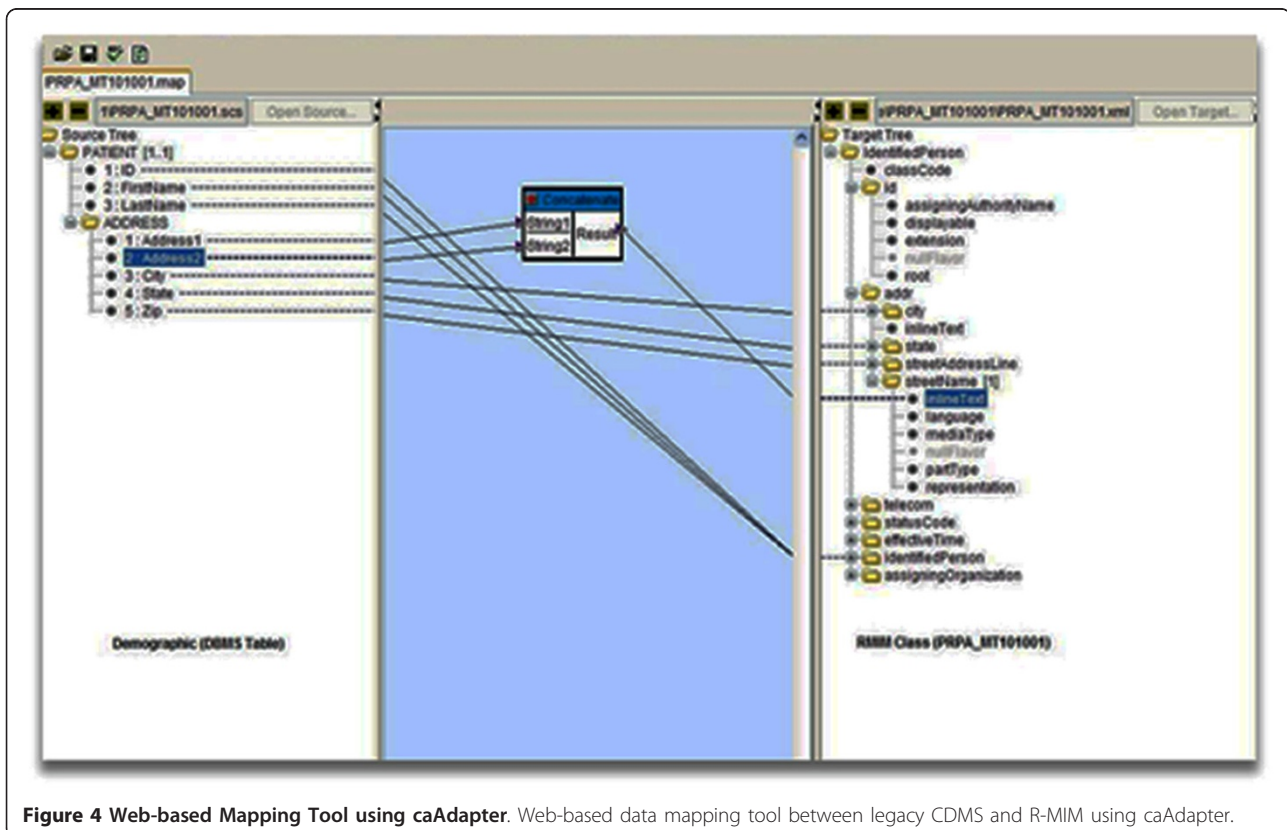 PRPA_MT101001.map
1\PRPA_MT101001.scs
Open Source...
Source Tree
PATIENT [1..1]
1 : ID
2 : FirstName
3 : LastName
ADDRESS
1 : Address1
2 : Address2
3 : City
4 : State
5 : Zip
Demographic (DBMS Table)
Concatenate
String1
String2
Result
\PRPA_MT101001\PRPA_MT101001.xml
Open Target...
Target Tree
IdentifiedPerson
classCode
id
assigningAuthorityName
displayable
extension
nullFlavor
root
addr
city
inlineText
state
streetAddressLine
streetName [1]
inlineText
language
mediaType
nullFlavor
partType
representation
telecom
statusCode
effectiveTime
identifiedPerson
assigningOrganization
RMIM Class (PRPA_MT101001)
Figure 4 Web-based Mapping Tool using caAdapter. Web-based data mapping tool between legacy CDMS and R-MIM using caAdapter.